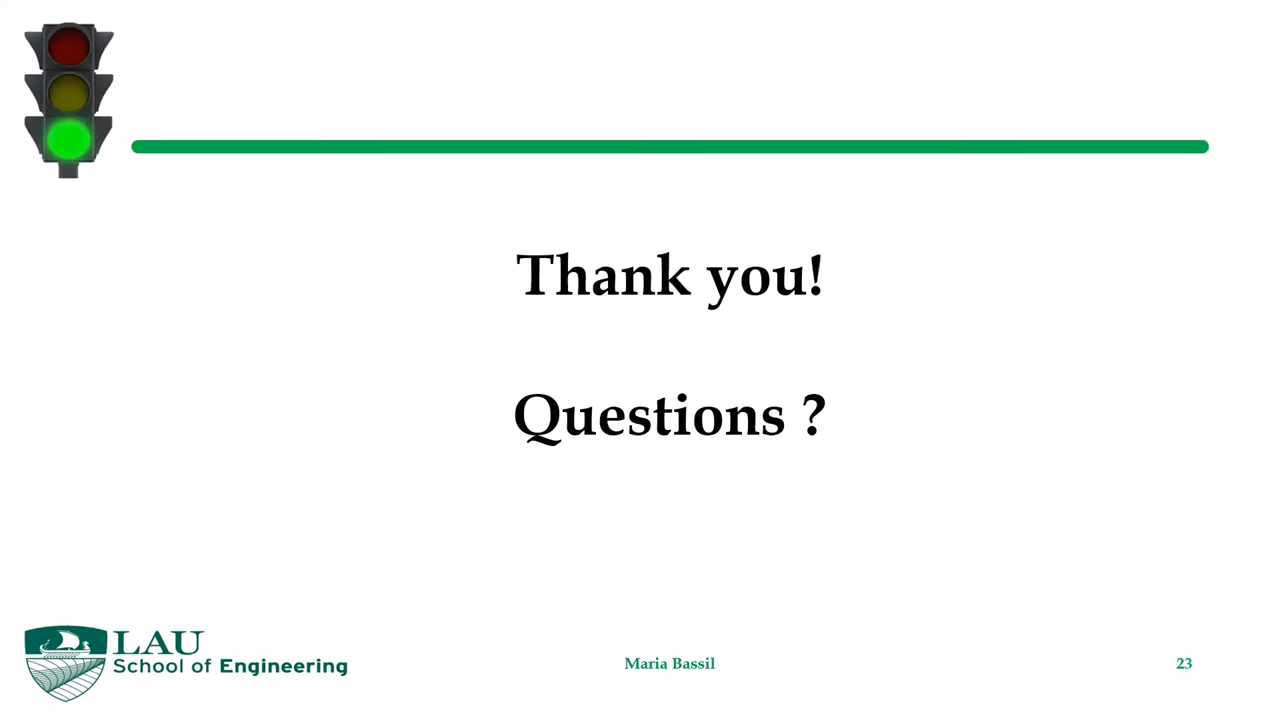 Thank you!
Questions ?
LAU
School of Engineering
Maria Bassil
23